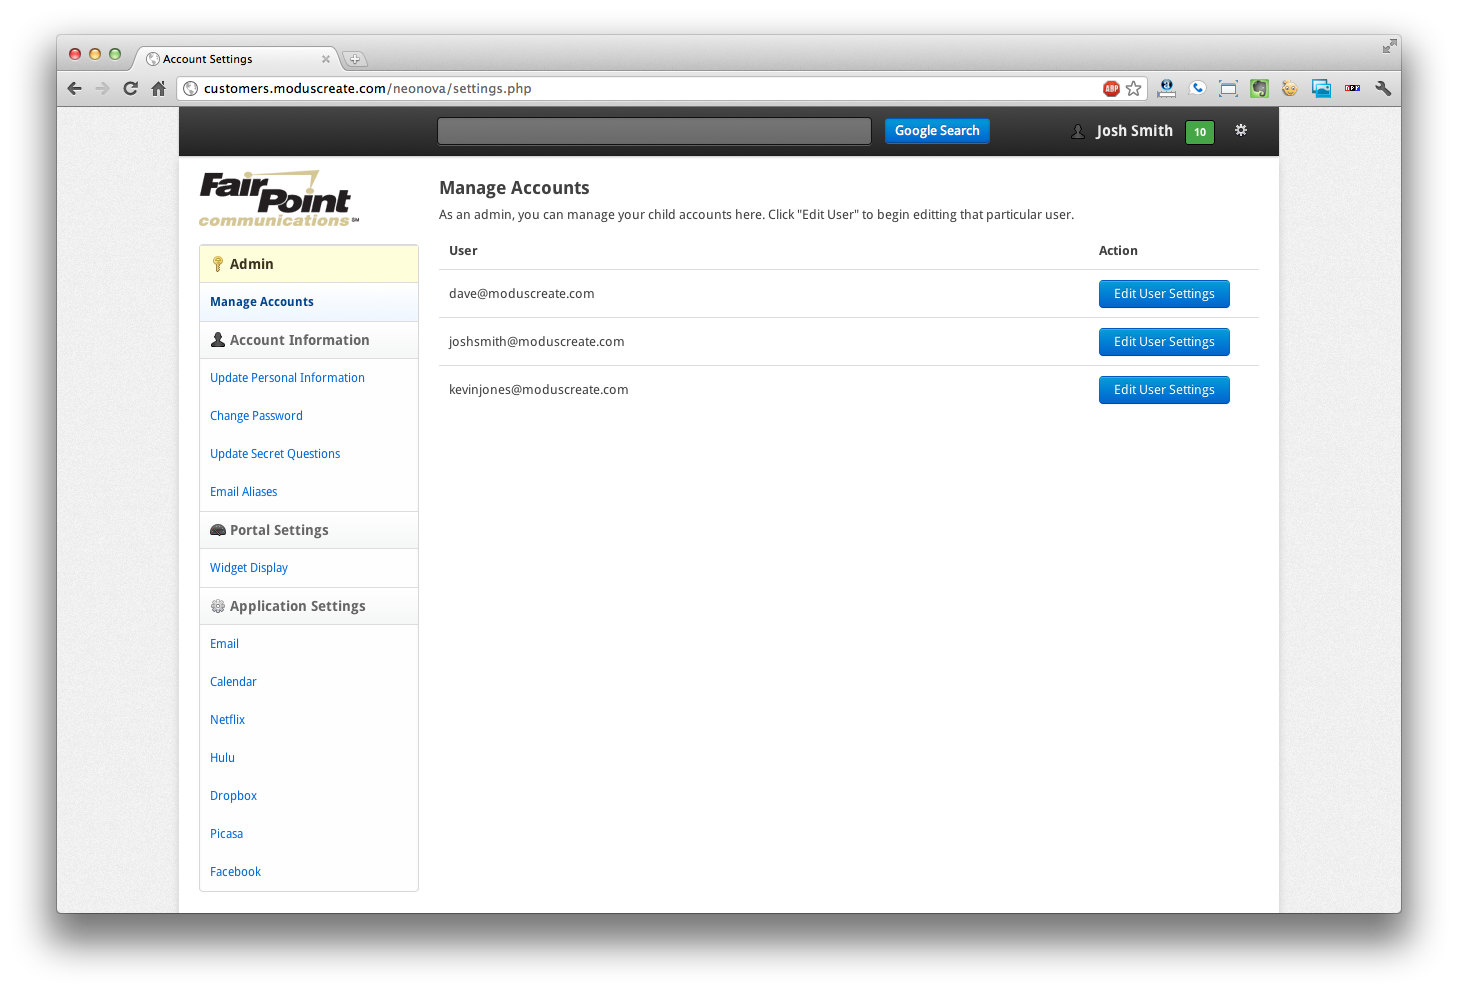 Account Settings
customers.moduscreate.com/neonova/settings.php
ABP
a
Google Search
Josh Smith
10
FairPoint
communications℠
Admin
Manage Accounts
Account Information
Update Personal Information
Change Password
Update Secret Questions
Email Aliases
Portal Settings
Widget Display
Application Settings
Email
Calendar
Netflix
Hulu
Dropbox
Picasa
Facebook
Manage Accounts
As an admin, you can manage your child accounts here. Click "Edit User" to begin editting that particular user.
User Action
dave@moduscreate.com Edit User Settings
joshsmith@moduscreate.com Edit User Settings
kevinjones@moduscreate.com Edit User Settings